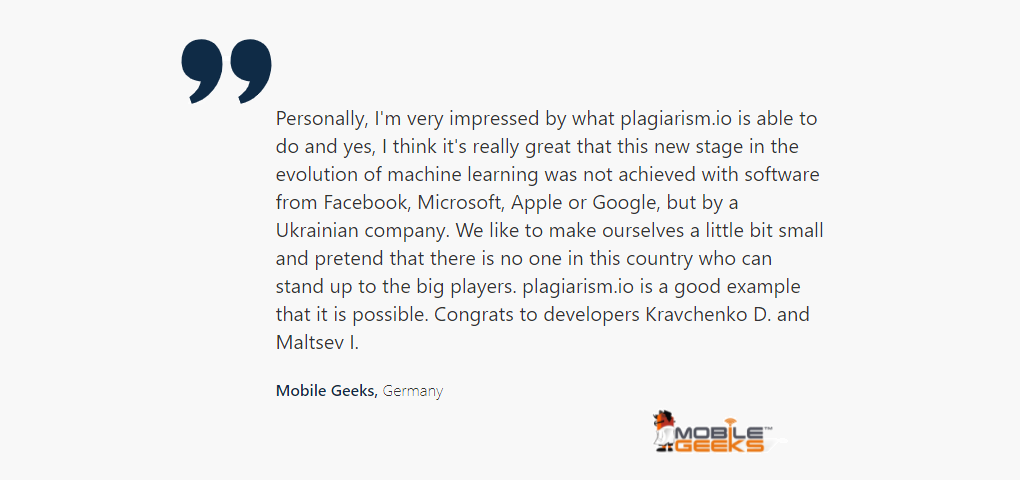 Personally, I'm very impressed by what plagiarism.io is able to
do and yes, I think it's really great that this new stage in the
evolution of machine learning was not achieved with software
from Facebook, Microsoft, Apple or Google, but by a
Ukrainian company. We like to make ourselves a little bit small
and pretend that there is no one in this country who can
stand up to the big players. plagiarism.io is a good example
that it is possible. Congrats to developers Kravchenko D. and
Maltsev I.
Mobile Geeks, Germany
MOBILE™
GEEKS